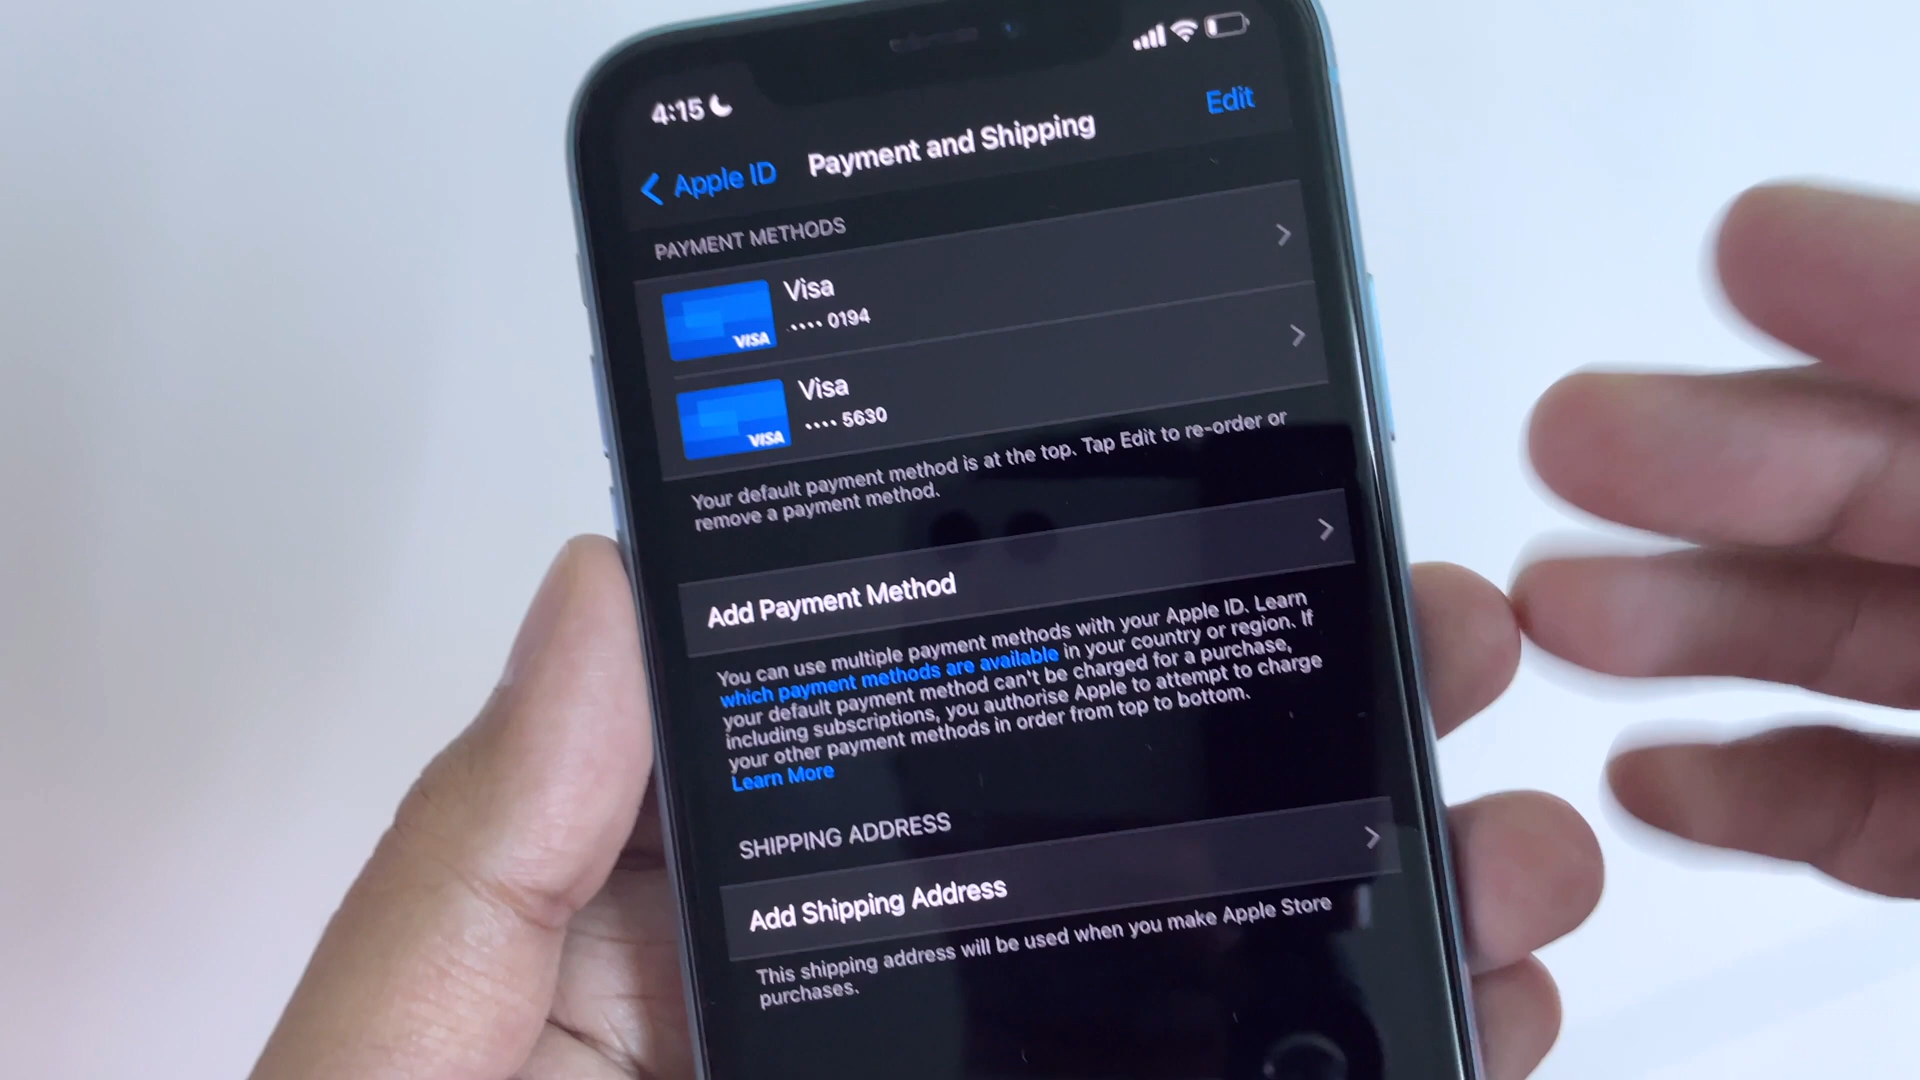 4:15
Edit
Apple ID
Payment and Shipping
PAYMENT METHODS
Visa
VISA
.... 0194
Visa
VISA
.... 5630
Your default payment method is at the top. Tap Edit to re-order or
remove a payment method.
Add Payment Method
You can use multiple payment methods with your Apple ID. Learn
which payment methods are available in your country or region. If
your default payment method can't be charged for a purchase,
including subscriptions, you authorise Apple to attempt to charge
your other payment methods in order from top to bottom.
Learn More
SHIPPING ADDRESS
Add Shipping Address
This shipping address will be used when you make Apple Store
purchases.